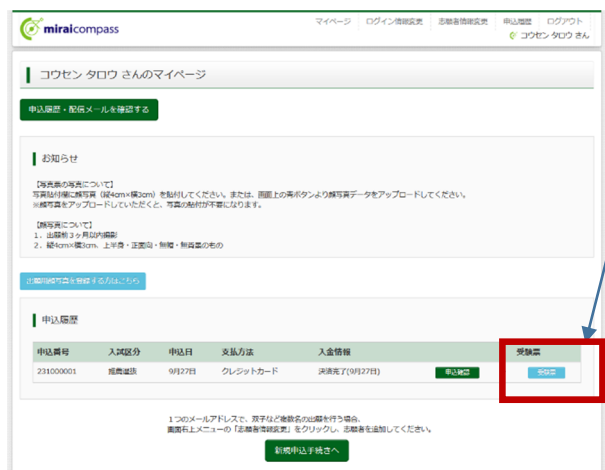 miraicompass
マイページ ログイン情報変更 志願者情報変更 申込履歴 ログアウト
コウセン タロウ さん
コウセン タロウ さんのマイページ
申込履歴・配信メールを確認する
お知らせ
【写真票の写真について】
写真貼付欄に顔写真(縦4cm×横3cm)を貼付してください。または、画面上の青ボタンより顔写真データをアップロードしてください。
※顔写真をアップロードしていただくと、写真の貼付が不要になります。
【顔写真について】
1．出願前3ヶ月以内撮影
2．縦4cm×横3cm、上半身・正面向・無帽・無背景のもの
出願用顔写真を登録する方はこちら
申込履歴
申込番号 入試区分 申込日 支払方法 入金情報 受験票
231000001 推薦選抜 9月27日 クレジットカード 決済完了(9月27日) 申込確認 受験票
1つのメールアドレスで、双子など複数名の出願を行う場合、
画面右上メニューの「志願者情報変更」をクリックし、志願者を追加してください。
新規申込手続きへ